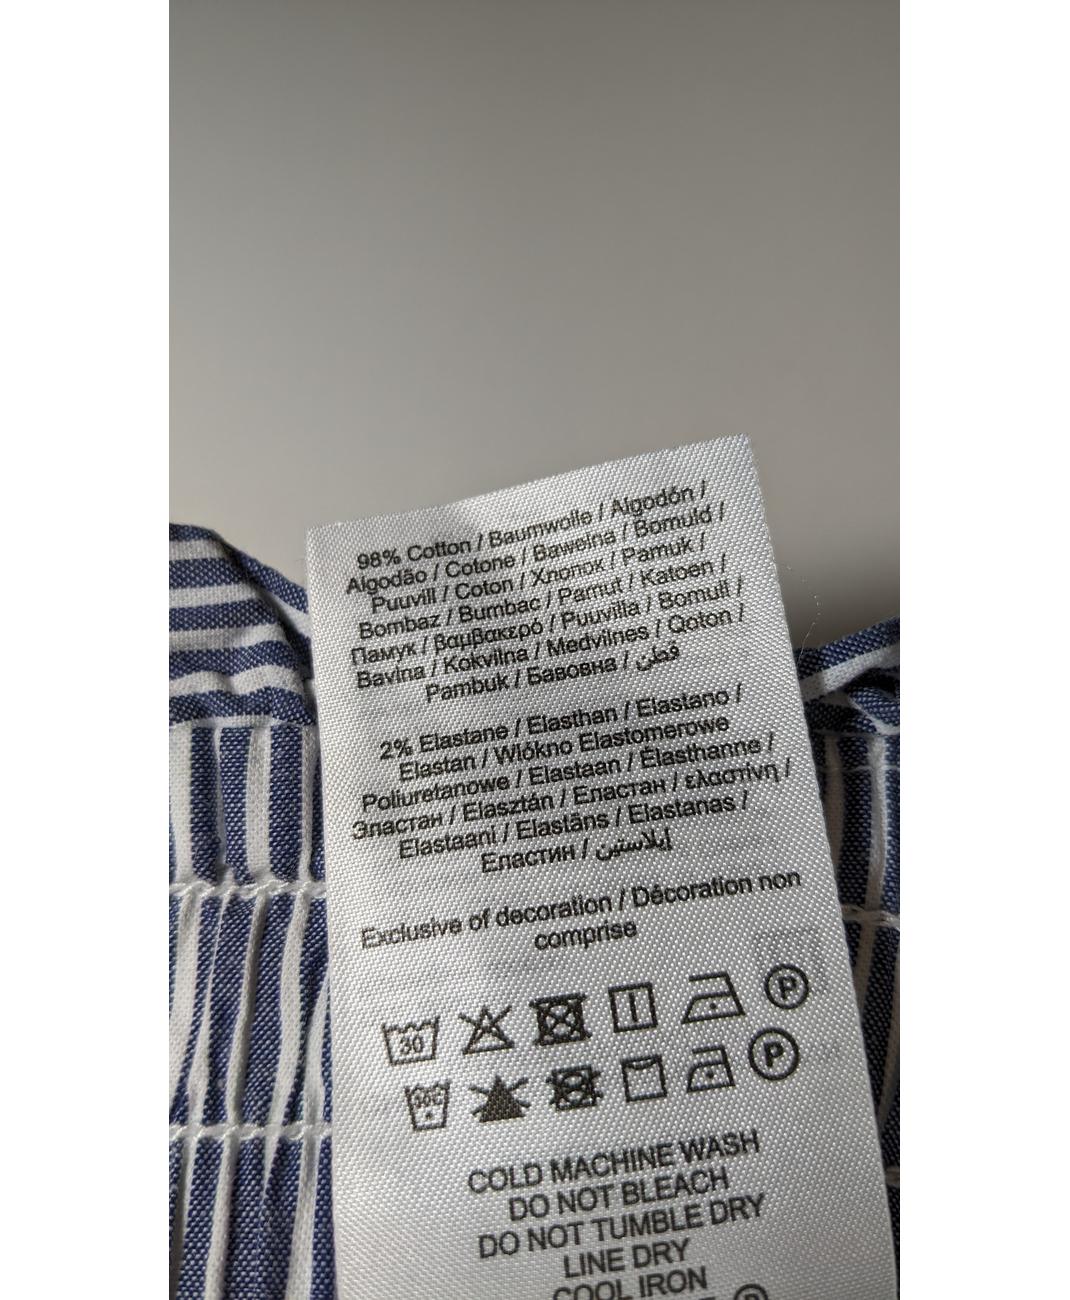 98% Cotton / Baumwolle / Algodón /
Algodão / Cotone / Bawełna / Bomuld /
Puuvill / Coton / Хлопок / Pamuk /
Bombaz / Bumbac / Pamut / Katoen /
Памук / βαμβακερό / Puuvilla / Bomull /
Bavlna / Kokvilna / Medvilnes / Qoton /
Pambuk / Бавовна / قطن
2% Elastane / Elasthan / Elastano /
Elastan / Włókno Elastomerowe
Poliuretanowe / Elastaan / Élasthanne /
Эластан / Elasztán / Еластан / ελαστίνη /
Elastaani / Elastāns / Elastanas /
Еластин / إيلاستين
Exclusive of decoration / Décoration non
comprise
30 P
30C P
COLD MACHINE WASH
DO NOT BLEACH
DO NOT TUMBLE DRY
LINE DRY
COOL IRON
P